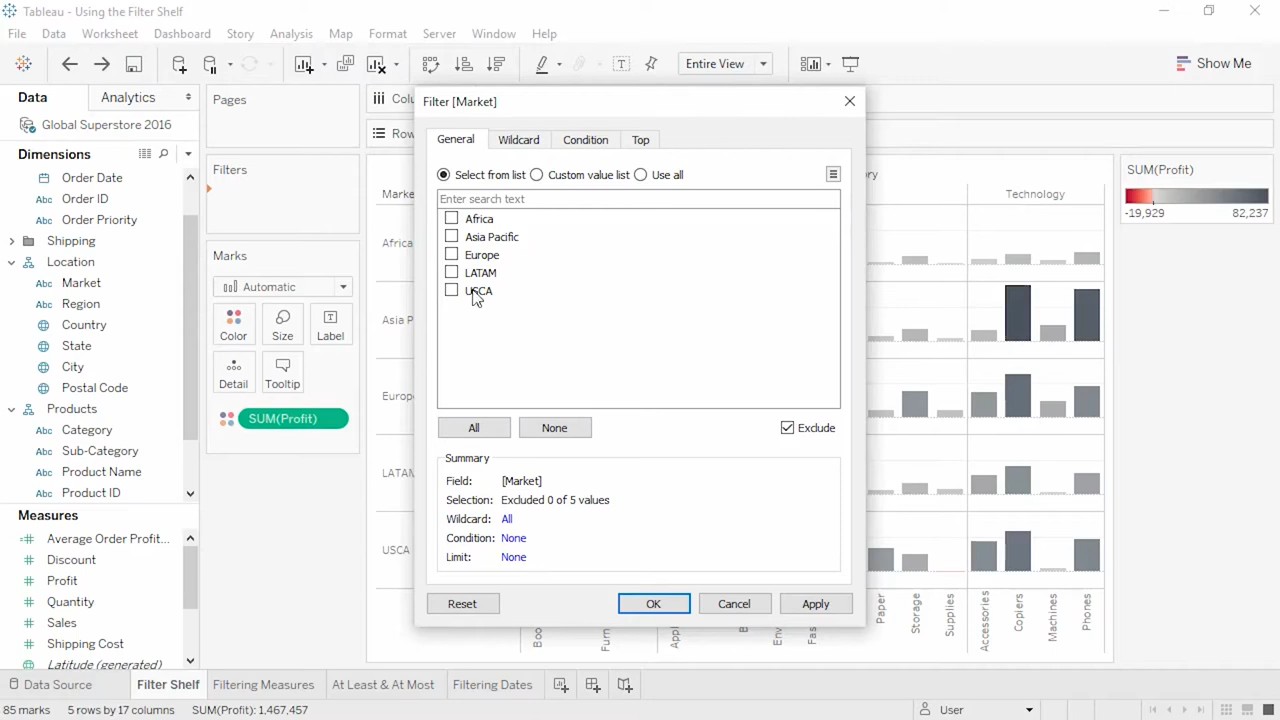 Tableau - Using the Filter Shelf
File Data Worksheet Dashboard Story Analysis Map Format Server Window Help
Entire View
Show Me
Data
Analytics
Global Superstore 2016
Dimensions
Order Date
Abc Order ID
Abc Order Priority
Shipping
Location
Abc Market
Abc Region
Country
State
City
Postal Code
Products
Abc Category
Abc Sub-Category
Abc Product Name
Abc Product ID
Measures
Average Order Profit...
Discount
Profit
Quantity
Sales
Shipping Cost
Latitude (generated)
Pages
Filters
Marks
Automatic
Color
Size
Label
Detail
Tooltip
SUM(Profit)
Filter [Market]
General
Wildcard
Condition
Top
Select from list
Custom value list
Use all
Enter search text
Africa
Asia Pacific
Europe
LATAM
USCA
All
None
Exclude
Summary
Field: [Market]
Selection: Excluded 0 of 5 values
Wildcard: All
Condition: None
Limit: None
Reset
OK
Cancel
Apply
Technology
Africa
LATAM
USCA
Paper
Storage
Supplies
Accessories
Copiers
Machines
Phones
SUM(Profit)
-19,929 82,237
Data Source
Filter Shelf
Filtering Measures
At Least & At Most
Filtering Dates
85 marks
5 rows by 17 columns
SUM(Profit): 1,467,457
User